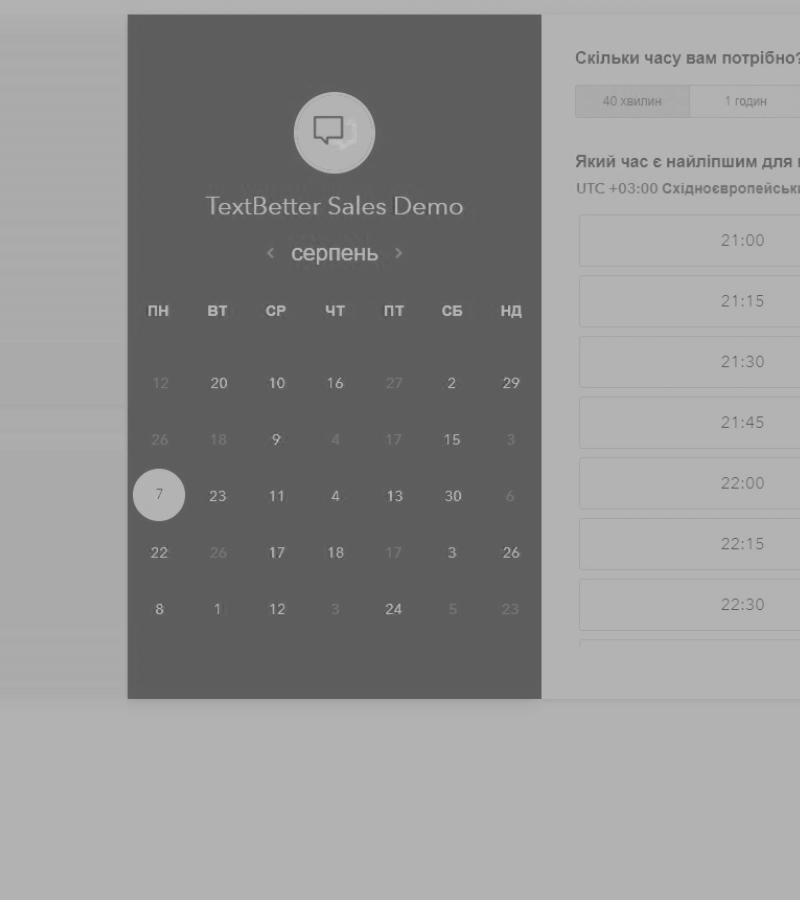 TextBetter Sales Demo
‹ серпень ›
ПН ВТ СР ЧТ ПТ СБ НД
12 20 10 16 27 2 29
26 18 9 4 17 15 3
7 23 11 4 13 30 6
22 26 17 18 17 3 26
8 1 12 3 24 5 23
Скільки часу вам потрібно?
40 хвилин 1 годин
Який час є найліпшим для
UTC +03:00
21:00
21:15
21:30
21:45
22:00
22:15
22:30